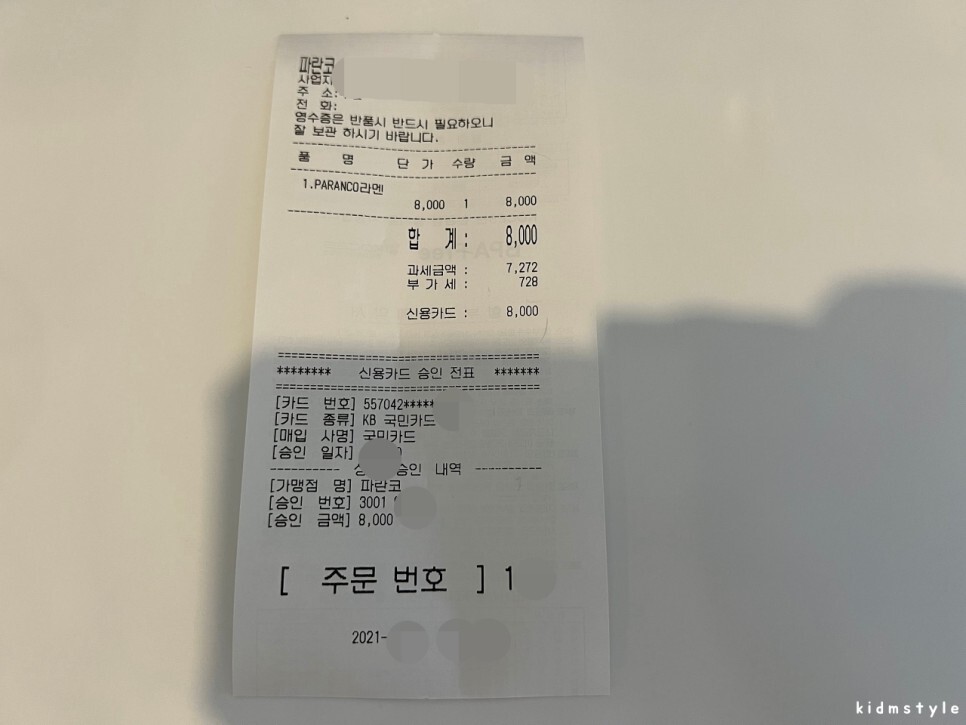 파란코
사업자
주 소:
전 화:
영수증은 반품시 반드시 필요하오니
잘 보관 하시기 바랍니다.
품 명 단 가 수량 금 액
1.PARANCO라멘
8,000 1 8,000
합 계: 8,000
과세금액 : 7,272
부 가 세 : 728
신용카드 : 8,000
******** 신용카드 승인 전표 *******
[카드 번호] 557042*****
[카드 종류] KB 국민카드
[매입 사명] 국민카드
[승인 일자]
---------- 승인 내역 ----------
[가맹점 명] 파란코
[승인 번호] 3001
[승인 금액] 8,000
[ 주문 번호 ] 1
2021-
kidmstyle